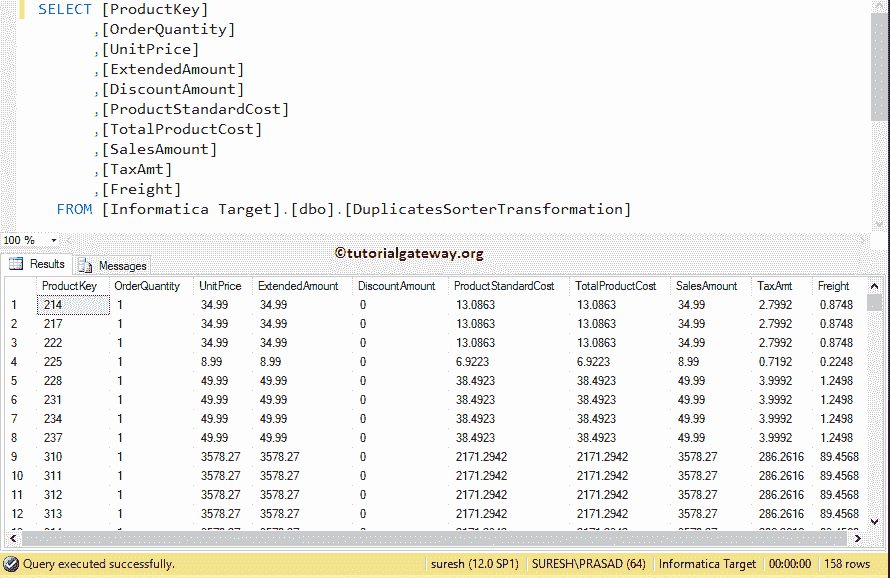 SELECT [ProductKey]
,[OrderQuantity]
,[UnitPrice]
,[ExtendedAmount]
,[DiscountAmount]
,[ProductStandardCost]
,[TotalProductCost]
,[SalesAmount]
,[TaxAmt]
,[Freight]
FROM [Informatica Target].[dbo].[DuplicatesSorterTransformation]
100 %
©tutorialgateway.org
Results Messages
ProductKey OrderQuantity UnitPrice ExtendedAmount DiscountAmount ProductStandardCost TotalProductCost SalesAmount TaxAmt Freight
1 214 1 34.99 34.99 0 13.0863 13.0863 34.99 2.7992 0.8748
2 217 1 34.99 34.99 0 13.0863 13.0863 34.99 2.7992 0.8748
3 222 1 34.99 34.99 0 13.0863 13.0863 34.99 2.7992 0.8748
4 225 1 8.99 8.99 0 6.9223 6.9223 8.99 0.7192 0.2248
5 228 1 49.99 49.99 0 38.4923 38.4923 49.99 3.9992 1.2498
6 231 1 49.99 49.99 0 38.4923 38.4923 49.99 3.9992 1.2498
7 234 1 49.99 49.99 0 38.4923 38.4923 49.99 3.9992 1.2498
8 237 1 49.99 49.99 0 38.4923 38.4923 49.99 3.9992 1.2498
9 310 1 3578.27 3578.27 0 2171.2942 2171.2942 3578.27 286.2616 89.4568
10 311 1 3578.27 3578.27 0 2171.2942 2171.2942 3578.27 286.2616 89.4568
11 312 1 3578.27 3578.27 0 2171.2942 2171.2942 3578.27 286.2616 89.4568
12 313 1 3578.27 3578.27 0 2171.2942 2171.2942 3578.27 286.2616 89.4568
Query executed successfully. suresh (12.0 SP1) SURESH\PRASAD (64) Informatica Target 00:00:00 158 rows